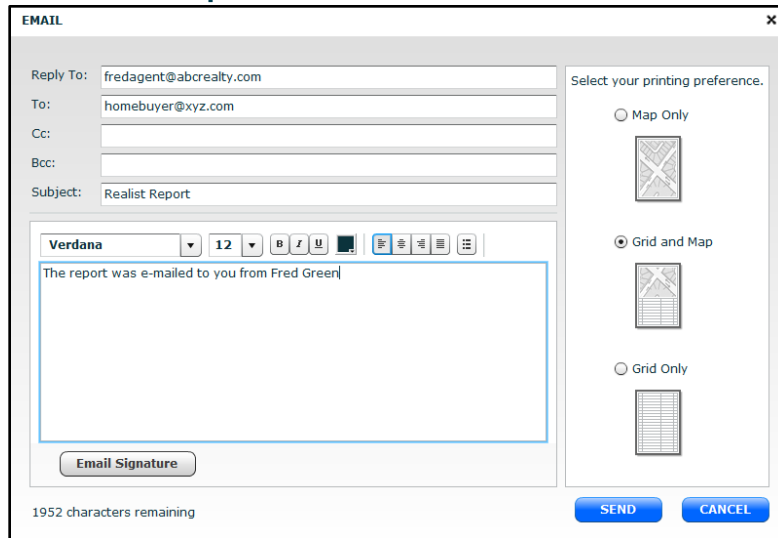 EMAIL
x
Reply To: fredagent@abcrealty.com
To: homebuyer@xyz.com
Cc:
Bcc:
Subject: Realist Report
Select your printing preference.
Map Only
Grid and Map
Grid Only
Verdana 12 B I U
The report was e-mailed to you from Fred Green
Email Signature
1952 characters remaining
SEND CANCEL